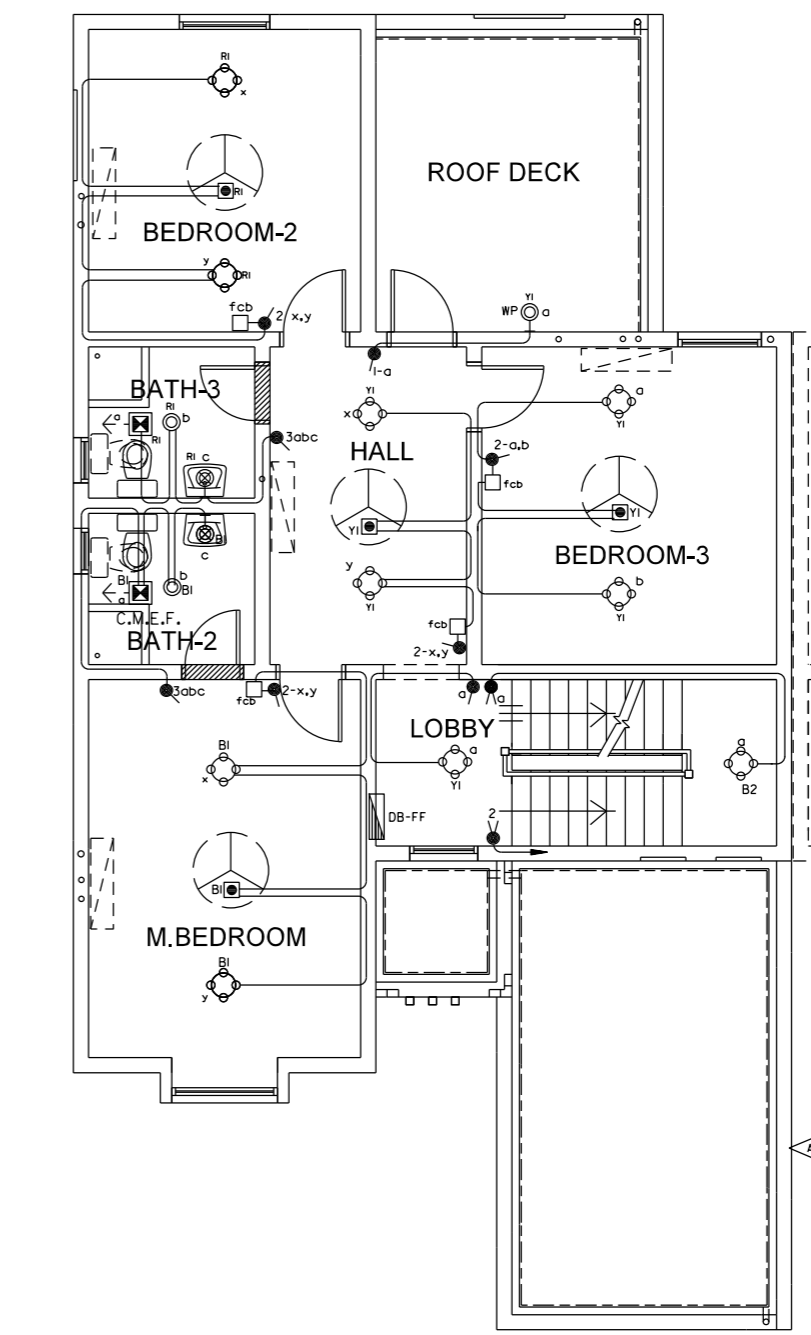 R1
x
R1
BEDROOM-2
y
R1
fcb
2 x,y
ROOF DECK
Y1
WP
a
1-a
BATH-3
a
R1
b
R1
R1
c
3abc
Y1
x
HALL
Y1
y
Y1
fcb
2-x,y
a
Y1
2-a,b
fcb
Y1
BEDROOM-3
b
Y1
B1
c
B1
a
b
B1
C.M.E.F.
BATH-2
3abc
fcb
2-x,y
a
a
LOBBY
a
Y1
a
B2
DB-FF
2
B1
x
B1
M.BEDROOM
B1
y